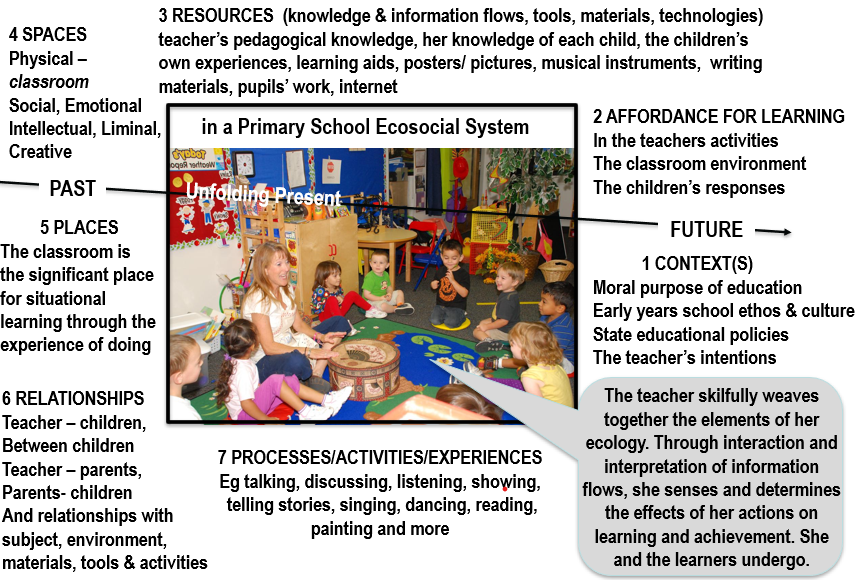 3 RESOURCES (knowledge & information flows, tools, materials, technologies)
teacher's pedagogical knowledge, her knowledge of each child, the children's
own experiences, learning aids, posters/ pictures, musical instruments, writing
materials, pupils' work, internet
4 SPACES
Physical –
classroom
Social, Emotional
Intellectual, Liminal,
Creative
in a Primary School Ecosocial System
2 AFFORDANCE FOR LEARNING
In the teachers activities
The classroom environment
The children's responses
PAST
Unfolding Present
FUTURE
Today's
Weather Report
5 PLACES
The classroom is
the significant place
for situational
learning through the
experience of doing
1 CONTEXT(S)
Moral purpose of education
Early years school ethos & culture
State educational policies
The teacher's intentions
6 RELATIONSHIPS
Teacher – children,
Between children
Teacher – parents,
Parents- children
And relationships with
subject, environment,
materials, tools & activities
7 PROCESSES/ACTIVITIES/EXPERIENCES
Eg talking, discussing, listening, showing,
telling stories, singing, dancing, reading,
painting and more
The teacher skilfully weaves
together the elements of her
ecology. Through interaction and
interpretation of information
flows, she senses and determines
the effects of her actions on
learning and achievement. She
and the learners undergo.